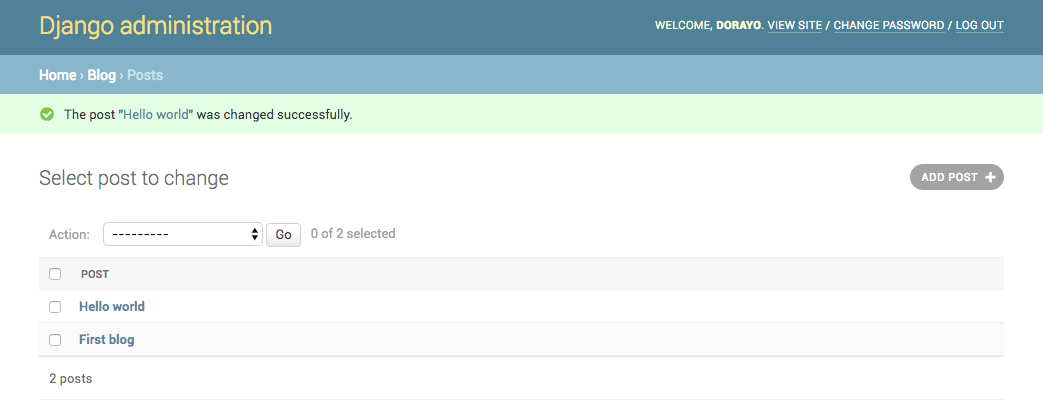 Django administration
WELCOME, DORAYO. VIEW SITE / CHANGE PASSWORD / LOG OUT
Home › Blog › Posts
The post "Hello world" was changed successfully.
Select post to change
ADD POST +
Action: --------- Go 0 of 2 selected
POST
Hello world
First blog
2 posts